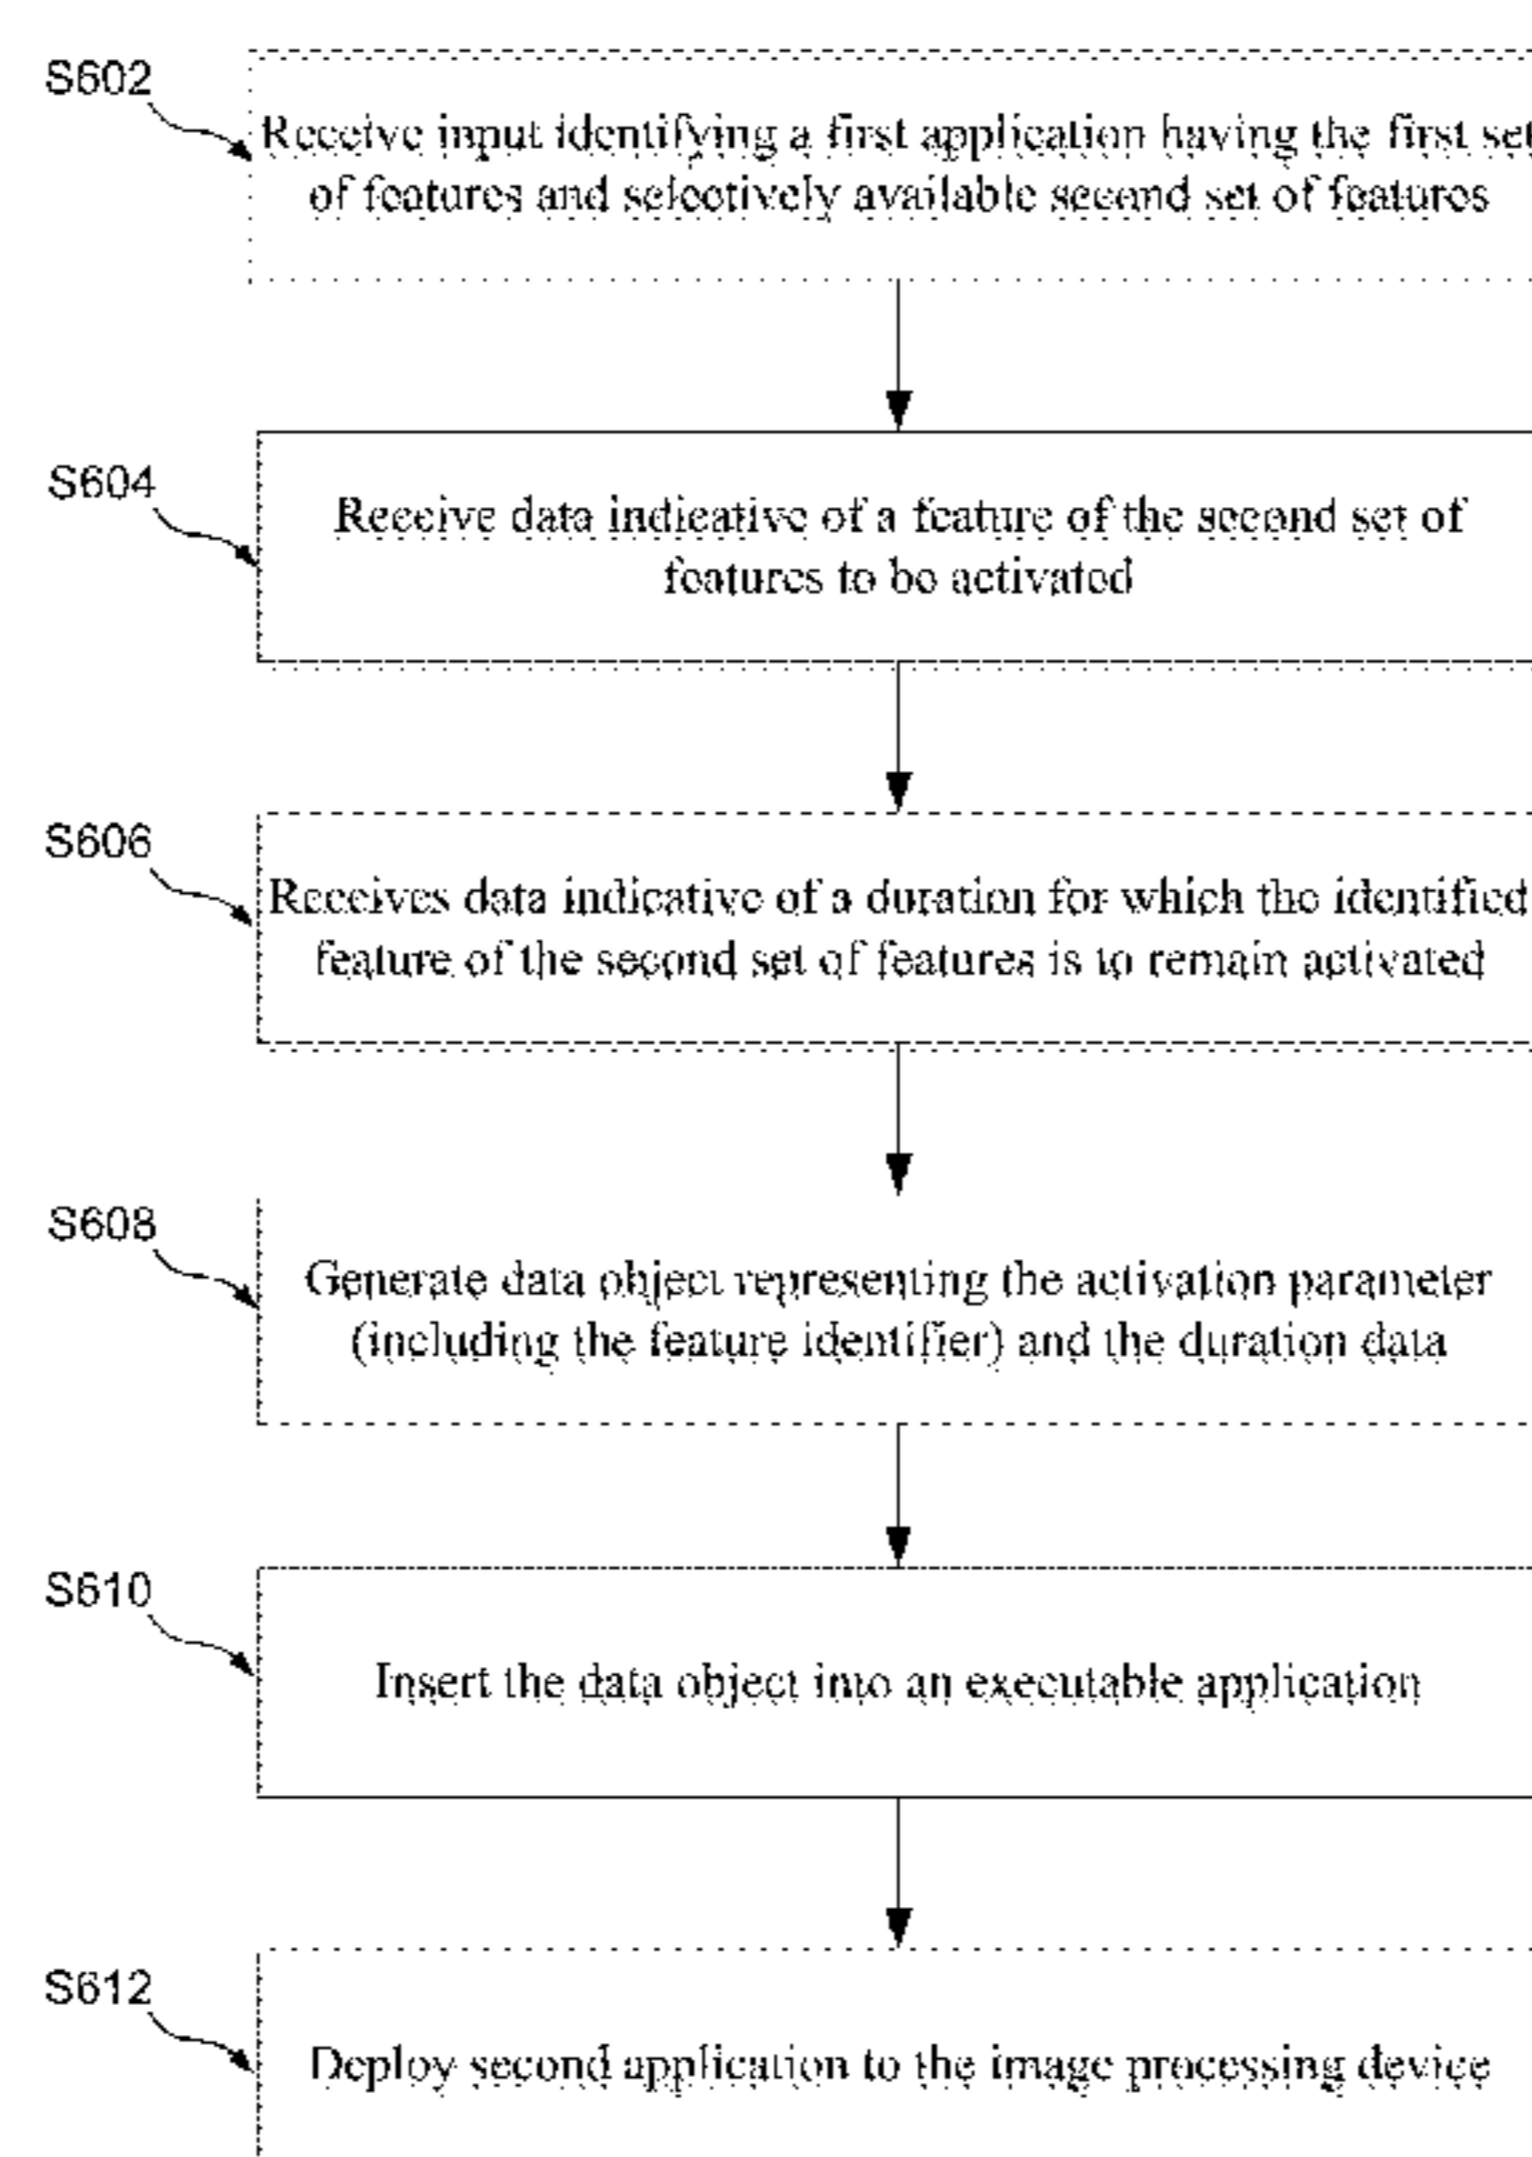 S602
Receive input identifying a first application having the first set
of features and selectively available second set of features
S604
Receive data indicative of a feature of the second set of
features to be activated
S606
Receives data indicative of a duration for which the identified
feature of the second set of features is to remain activated
S608
Generate data object representing the activation parameter
(including the feature identifier) and the duration data
S610
Insert the data object into an executable application
S612
Deploy second application to the image processing device